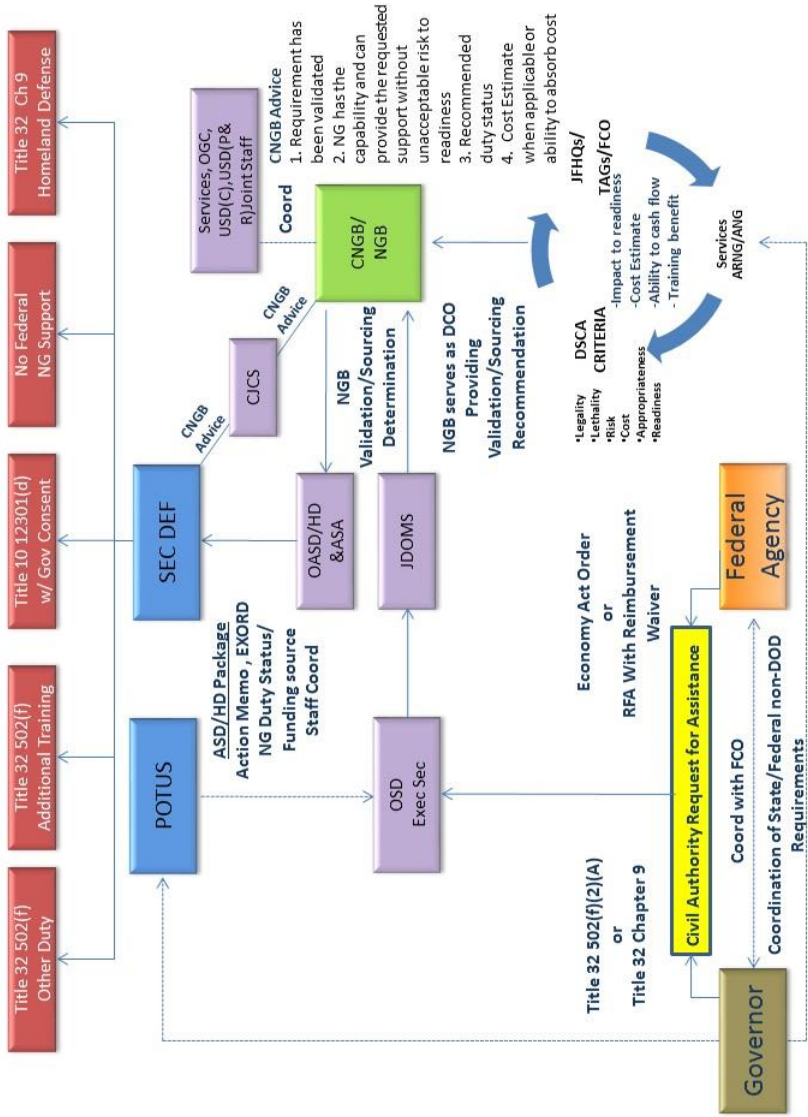 Title 32 502(f)
Other Duty
Title 32 502(f)
Additional Training
Title 10 12301(d)
w/ Gov Consent
No Federal
NG Support
Title 32 Ch 9
Homeland Defense
POTUS
SEC DEF
ASD/HD Package
Action Memo , EXORD
NG Duty Status/
Funding source
Staff Coord
CNGB
Advice
CJCS
CNGB
Advice
Services, OGC,
USD(C),USD(P&
R)Joint Staff
Coord
OSD
Exec Sec
OASD/HD
&ASA
JDOMS
NGB
Validation/Sourcing
Determination
CNGB/
NGB
CNGB Advice
1. Requirement has
been validated
2. NG has the
capability and can
provide the requested
support without
unacceptable risk to
readiness
3. Recommended
duty status
4. Cost Estimate
when applicable or
ability to absorb cost
NGB serves as DCO
Providing
Validation/Sourcing
Recommendation
Title 32 502(f)(2)(A)
or
Title 32 Chapter 9
Economy Act Order
or
RFA With Reimbursement
Waiver
Civil Authority Request for Assistance
Governor
Federal
Agency
Coord with FCO
Coordination of State/Federal non-DOD
Requirements
DSCA
CRITERIA
•Legality
•Lethality
•Risk
•Cost
•Appropriateness
•Readiness
JFHQs/
TAGs/FCO
-Impact to readiness
-Cost Estimate
-Ability to cash flow
- Training benefit
Services
ARNG/ANG